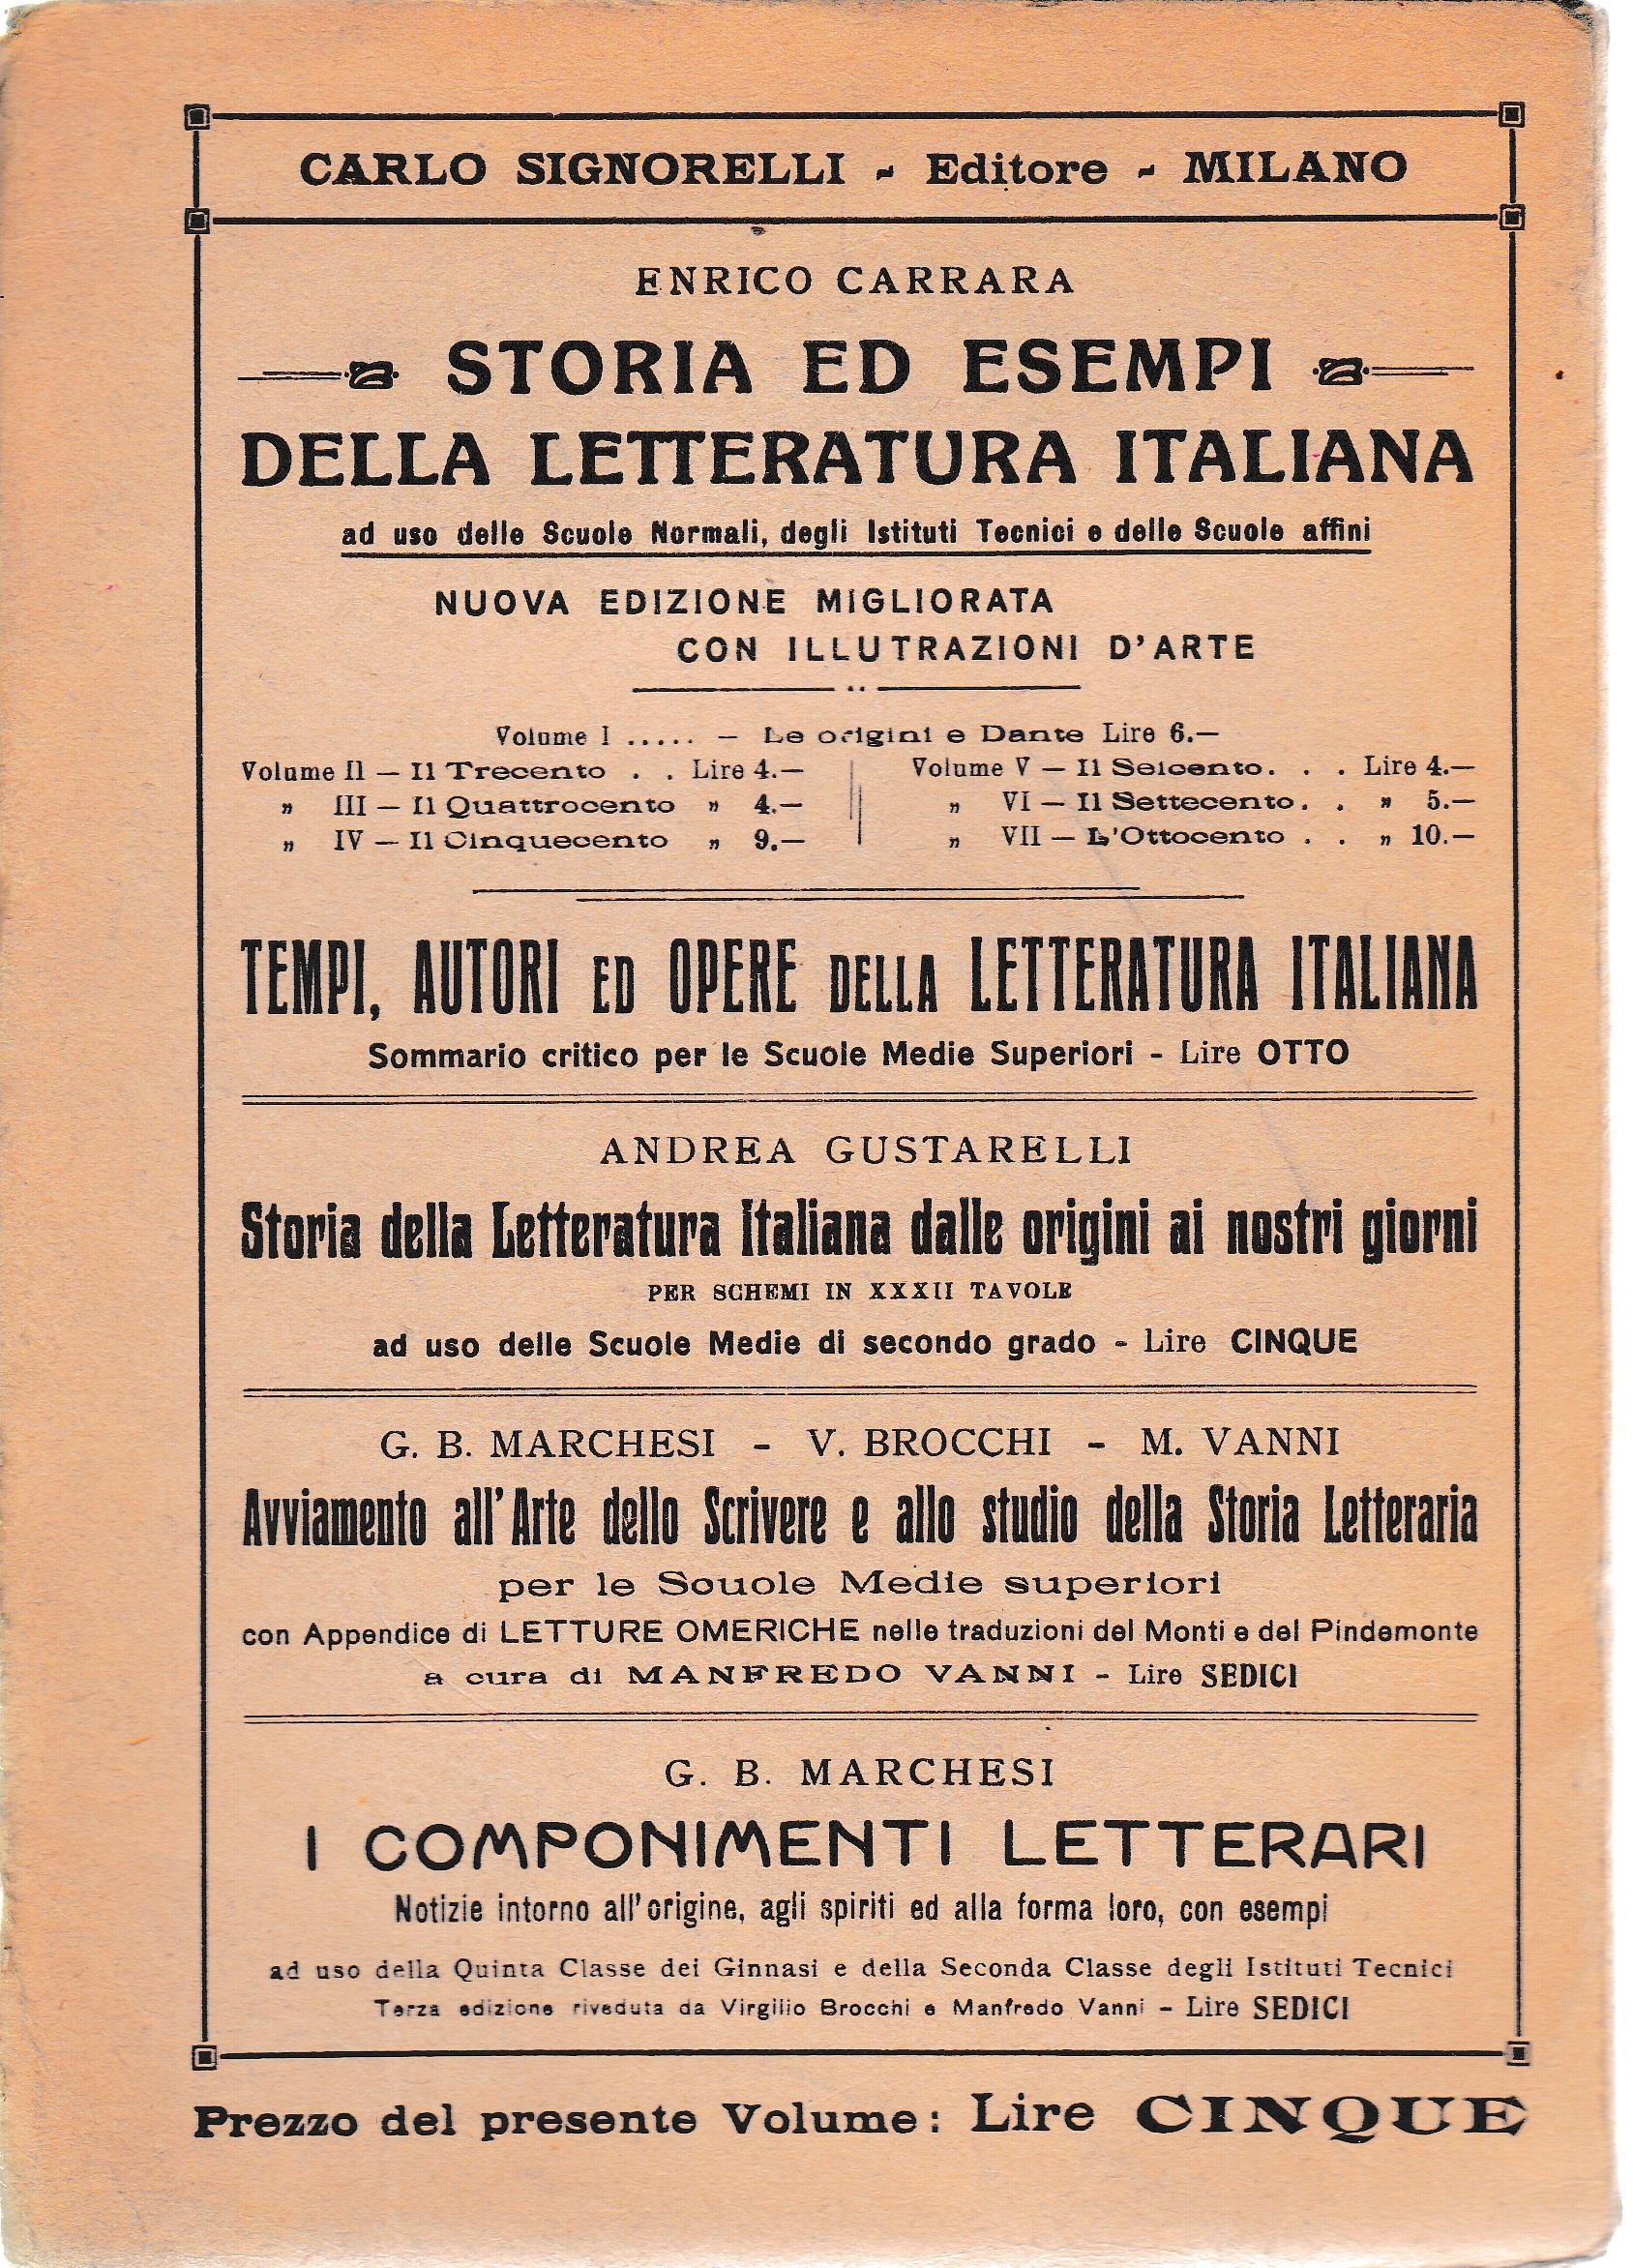 CARLO SIGNORELLI - Editore - MILANO
ENRICO CARRARA
STORIA ED ESEMPI
DELLA LETTERATURA ITALIANA
ad uso delle Scuole Normali, degli Istituti Tecnici e delle Scuole affini
NUOVA EDIZIONE MIGLIORATA
CON ILLUTRAZIONI D'ARTE
Volume I ..... — Le origini e Dante Lire 6.—
Volume II — Il Trecento . . Lire 4.—
„ III — Il Quattrocento „ 4.—
„ IV — Il Cinquecento „ 9.—
Volume V — Il Seicento. . . Lire 4.—
„ VI — Il Settecento. . „ 5.—
„ VII — L'Ottocento . . „ 10.—
TEMPI, AUTORI ED OPERE DELLA LETTERATURA ITALIANA
Sommario critico per le Scuole Medie Superiori - Lire OTTO
ANDREA GUSTARELLI
Storia della Letteratura Italiana dalle origini ai nostri giorni
PER SCHEMI IN XXXII TAVOLE
ad uso delle Scuole Medie di secondo grado - Lire CINQUE
G. B. MARCHESI - V. BROCCHI - M. VANNI
Avviamento all'Arte dello Scrivere e allo studio della Storia Letteraria
per le Scuole Medie superiori
con Appendice di LETTURE OMERICHE nelle traduzioni del Monti e del Pindemonte
a cura di MANFREDO VANNI - Lire SEDICI
G. B. MARCHESI
I COMPONIMENTI LETTERARI
Notizie intorno all'origine, agli spiriti ed alla forma loro, con esempi
ad uso della Quinta Classe dei Ginnasi e della Seconda Classe degli Istituti Tecnici
Terza edizione riveduta da Virgilio Brocchi e Manfredo Vanni - Lire SEDICI
Prezzo del presente Volume: Lire CINQUE